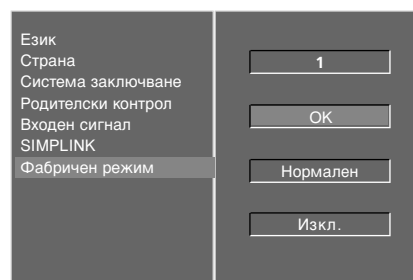 Език
Страна
Система заключване
Родителски контрол
Входен сигнал
SIMPLINK
Фабричен режим
1
OK
Нормален
Изкл.